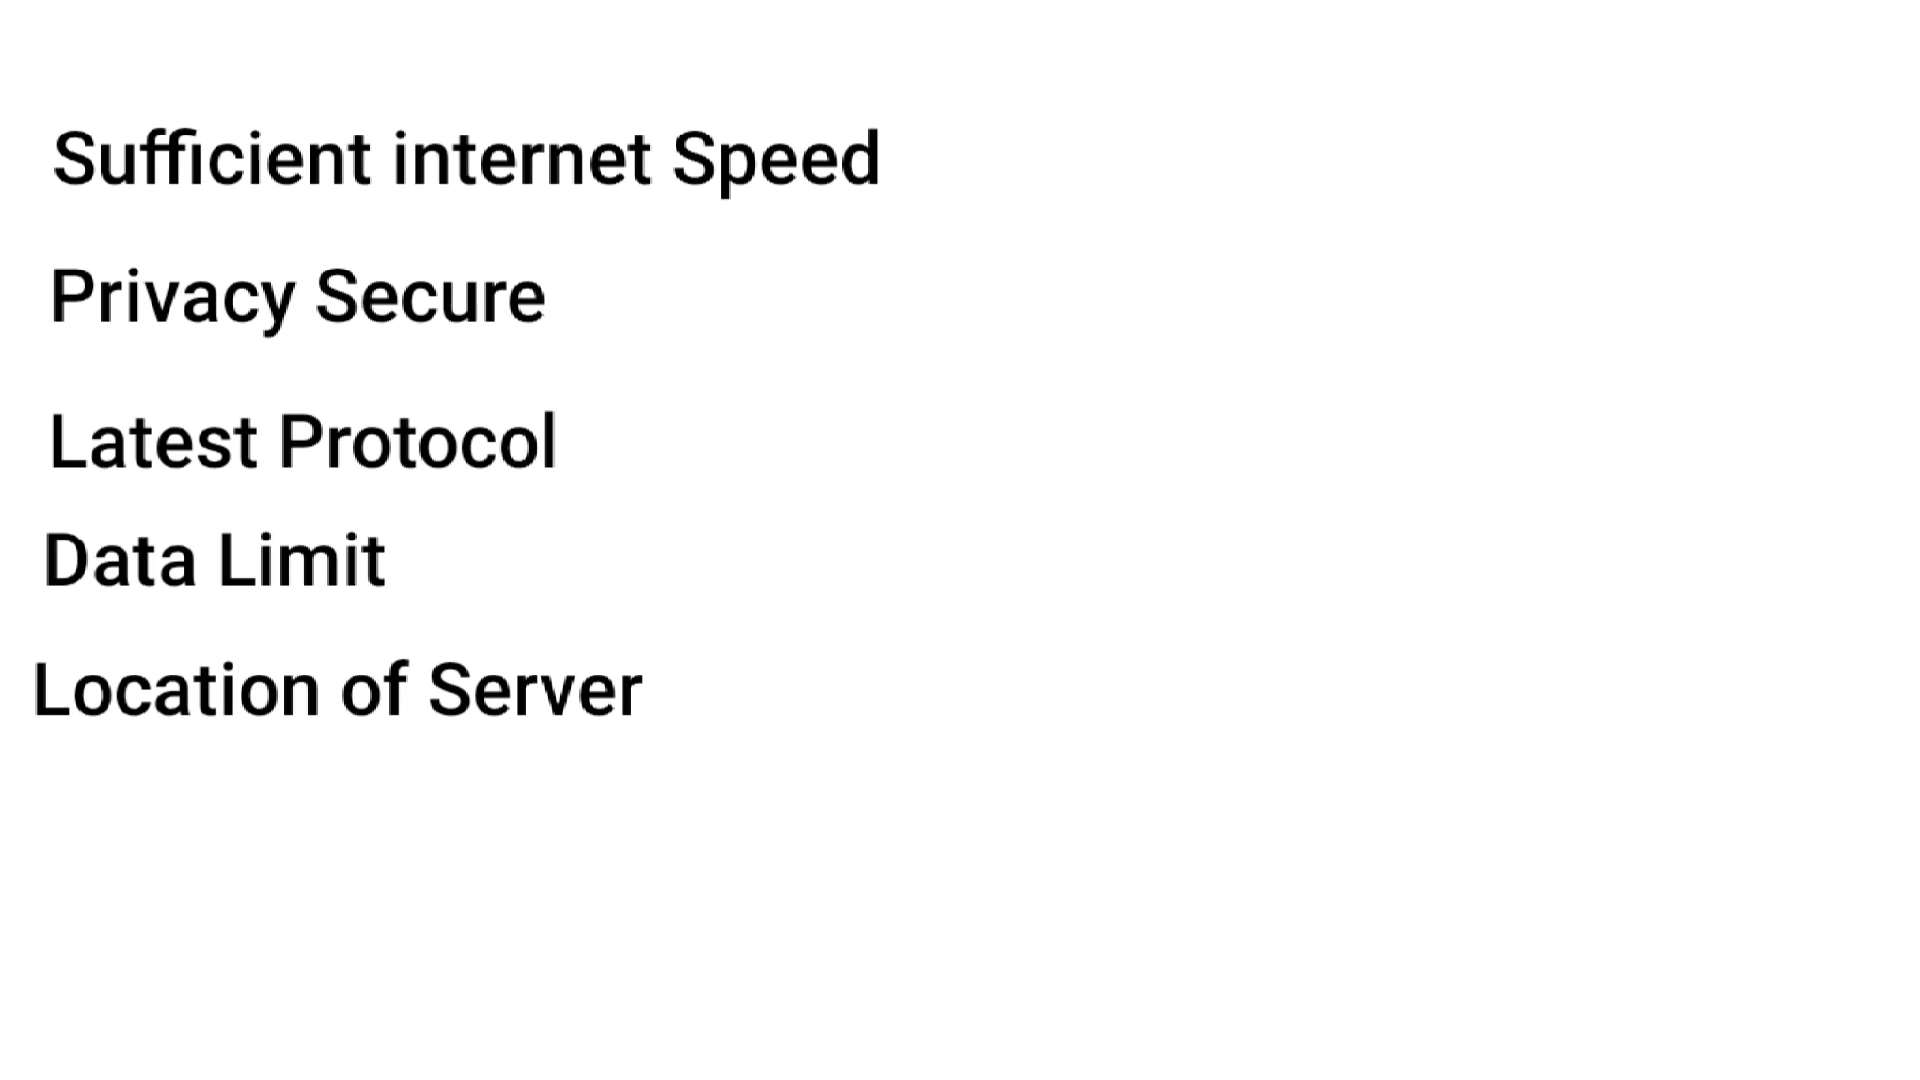 Sufficient internet Speed
Privacy Secure
Latest Protocol
Data Limit
Location of Server